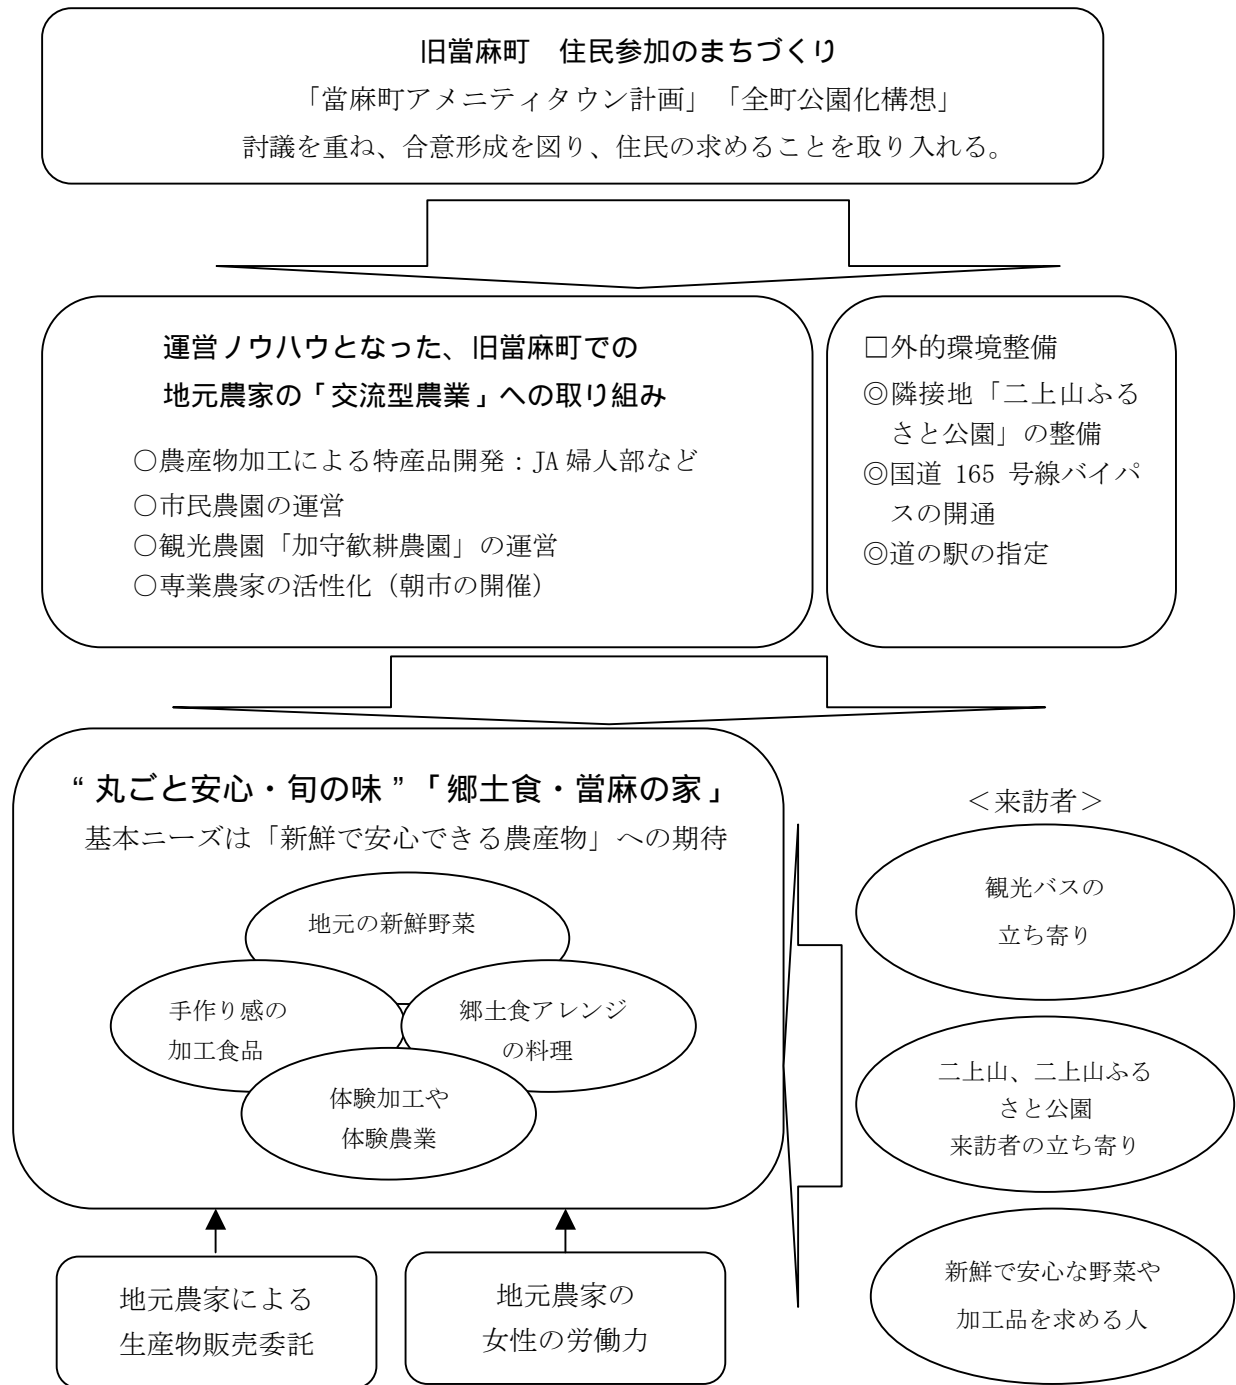 旧當麻町　住民参加のまちづくり
「當麻町アメニティタウン計画」「全町公園化構想」
討議を重ね、合意形成を図り、住民の求めることを取り入れる。
運営ノウハウとなった、旧當麻町での
地元農家の「交流型農業」への取り組み
○農産物加工による特産品開発：JA 婦人部など
○市民農園の運営
○観光農園「加守歓耕農園」の運営
○専業農家の活性化（朝市の開催）
□外的環境整備
◎隣接地「二上山ふる
さと公園」の整備
◎国道 165 号線バイパ
スの開通
◎道の駅の指定
“丸ごと安心・旬の味”「郷土食・當麻の家」
基本ニーズは「新鮮で安心できる農産物」への期待
地元の新鮮野菜
手作り感の
加工食品
郷土食アレンジ
の料理
体験加工や
体験農業
＜来訪者＞
観光バスの
立ち寄り
二上山、二上山ふる
さと公園
来訪者の立ち寄り
新鮮で安心な野菜や
加工品を求める人
地元農家による
生産物販売委託
地元農家の
女性の労働力